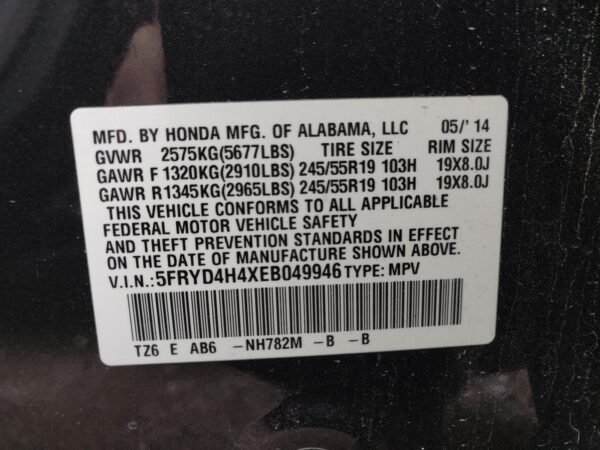 MFD. BY HONDA MFG. OF ALABAMA, LLC 05/'14
GVWR 2575KG(5677LBS) TIRE SIZE RIM SIZE
GAWR F 1320KG(2910LBS) 245/55R19 103H 19X8.0J
GAWR R1345KG(2965LBS) 245/55R19 103H 19X8.0J
THIS VEHICLE CONFORMS TO ALL APPLICABLE
FEDERAL MOTOR VEHICLE SAFETY
AND THEFT PREVENTION STANDARDS IN EFFECT
ON THE DATE OF MANUFACTURE SHOWN ABOVE.
V.I.N.:5FRYD4H4XEB049946 TYPE: MPV
TZ6 E AB6 -NH782M -B -B